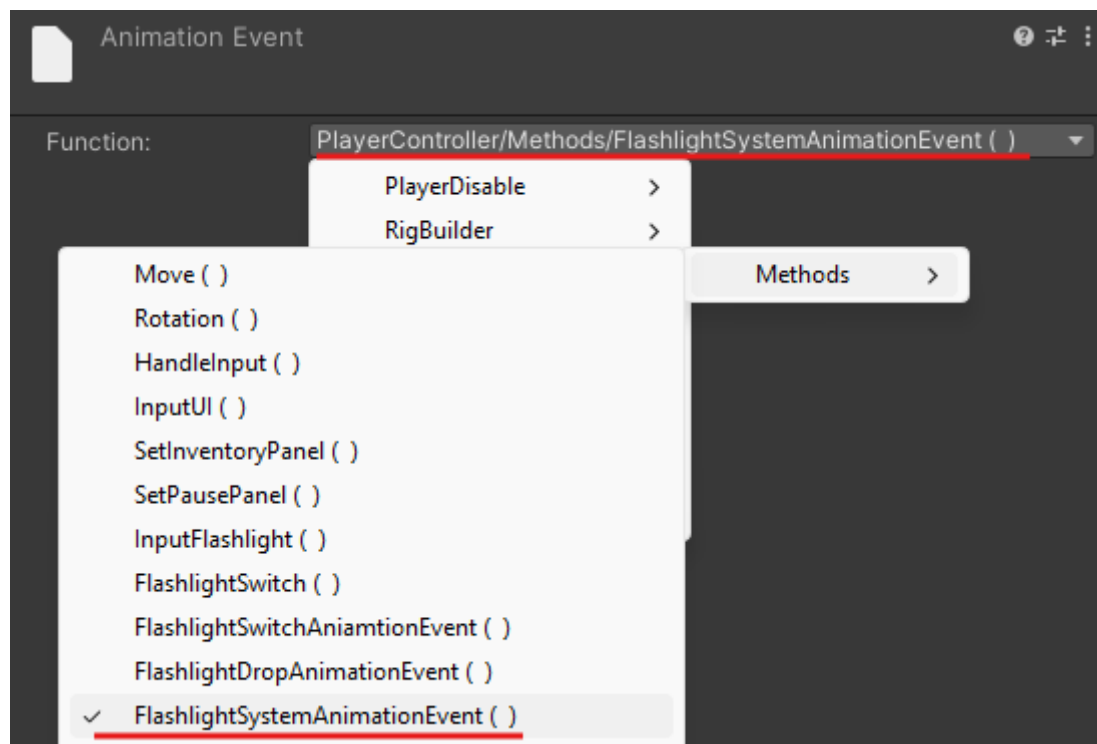 Animation Event
Function:
PlayerController/Methods/FlashlightSystemAnimationEvent ( )
PlayerDisable
RigBuilder
Methods
Move ( )
Rotation ( )
HandleInput ( )
InputUI ( )
SetInventoryPanel ( )
SetPausePanel ( )
InputFlashlight ( )
FlashlightSwitch ( )
FlashlightSwitchAniamtionEvent ( )
FlashlightDropAnimationEvent ( )
FlashlightSystemAnimationEvent ( )